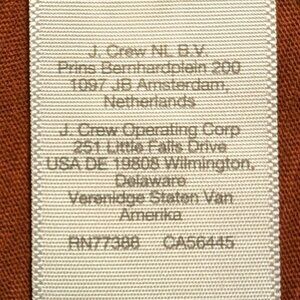 J. Crew NL B.V.
Prins Bernhardplein 200
1097 JB Amsterdam,
Netherlands
J. Crew Operating Corp
251 Little Falls Drive
USA DE 19808 Wilmington,
Delaware
Verenidge Staten Van
Amerika
RN77388 CA56445